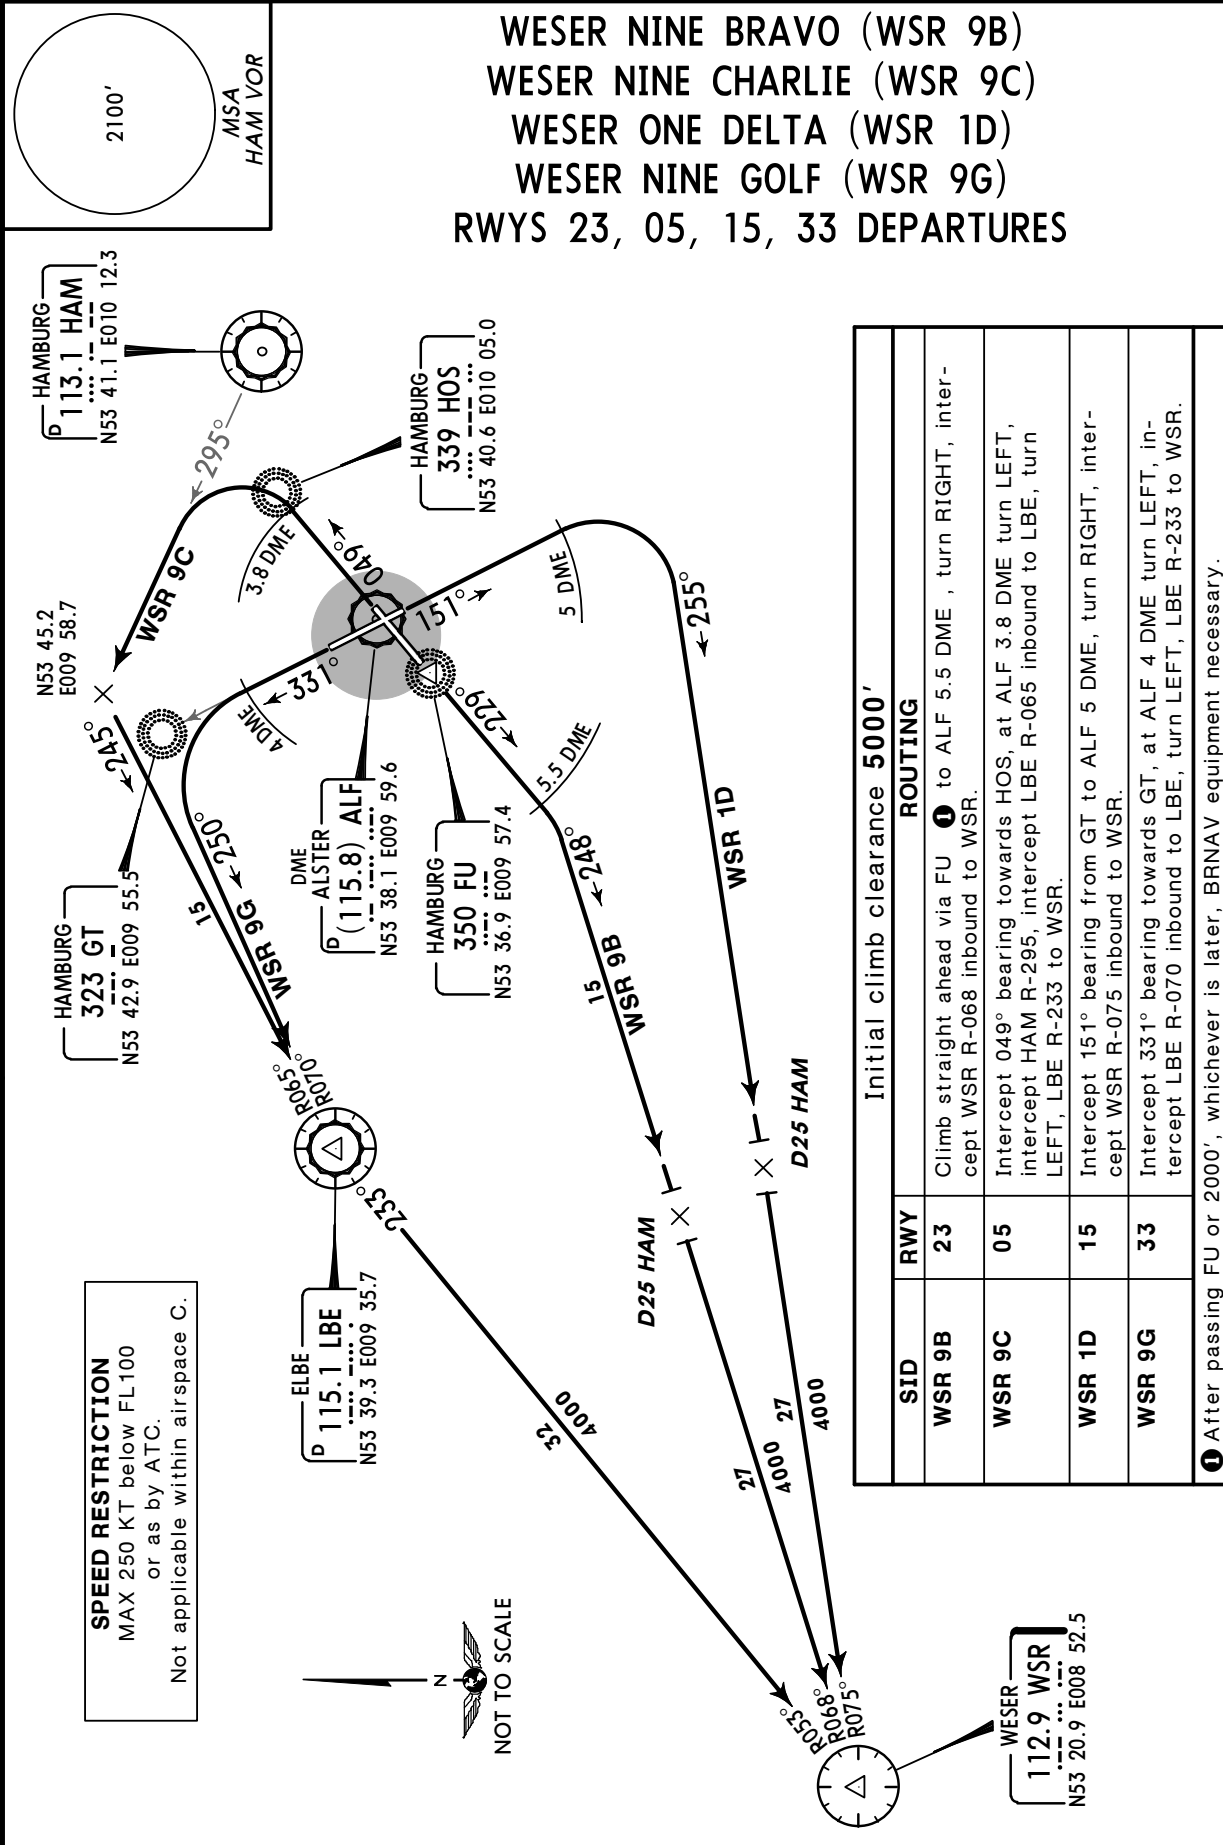 WESER NINE BRAVO (WSR 9B)
WESER NINE CHARLIE (WSR 9C)
WESER ONE DELTA (WSR 1D)
WESER NINE GOLF (WSR 9G)
RWYS 23, 05, 15, 33 DEPARTURES
2100'
MSA
HAM VOR
SPEED RESTRICTION
MAX 250 KT below FL100
or as by ATC.
Not applicable within airspace C.
HAMBURG
323 GT
N53 42.9 E009 55.5
N53 45.2
E009 58.7
HAMBURG
D 113.1 HAM
N53 41.1 E010 12.3
295°
WSR 9C
245°
15
250°
WSR 9G
4 DME
331°
3.8 DME
049°
HAMBURG
339 HOS
N53 40.6 E010 05.0
R065°
R070°
ELBE
D 115.1 LBE
N53 39.3 E009 35.7
233°
DME
ALSTER
D (115.8) ALF
N53 38.1 E009 59.6
HAMBURG
350 FU
N53 36.9 E009 57.4
229°
5.5 DME
151°
5 DME
248°
WSR 9B
15
255°
WSR 1D
D25 HAM
D25 HAM
32
4000
27
4000
27
4000
N
NOT TO SCALE
R053°
R068°
R075°
WESER
112.9 WSR
N53 20.9 E008 52.5
Initial climb clearance 5000'
SID RWY ROUTING
WSR 9B 23 Climb straight ahead via FU ❶ to ALF 5.5 DME , turn RIGHT, inter-
cept WSR R-068 inbound to WSR.
WSR 9C 05 Intercept 049° bearing towards HOS, at ALF 3.8 DME turn LEFT,
intercept HAM R-295, intercept LBE R-065 inbound to LBE, turn
LEFT, LBE R-233 to WSR.
WSR 1D 15 Intercept 151° bearing from GT to ALF 5 DME, turn RIGHT, inter-
cept WSR R-075 inbound to WSR.
WSR 9G 33 Intercept 331° bearing towards GT, at ALF 4 DME turn LEFT, in-
tercept LBE R-070 inbound to LBE, turn LEFT, LBE R-233 to WSR.
❶ After passing FU or 2000', whichever is later, BRNAV equipment necessary.